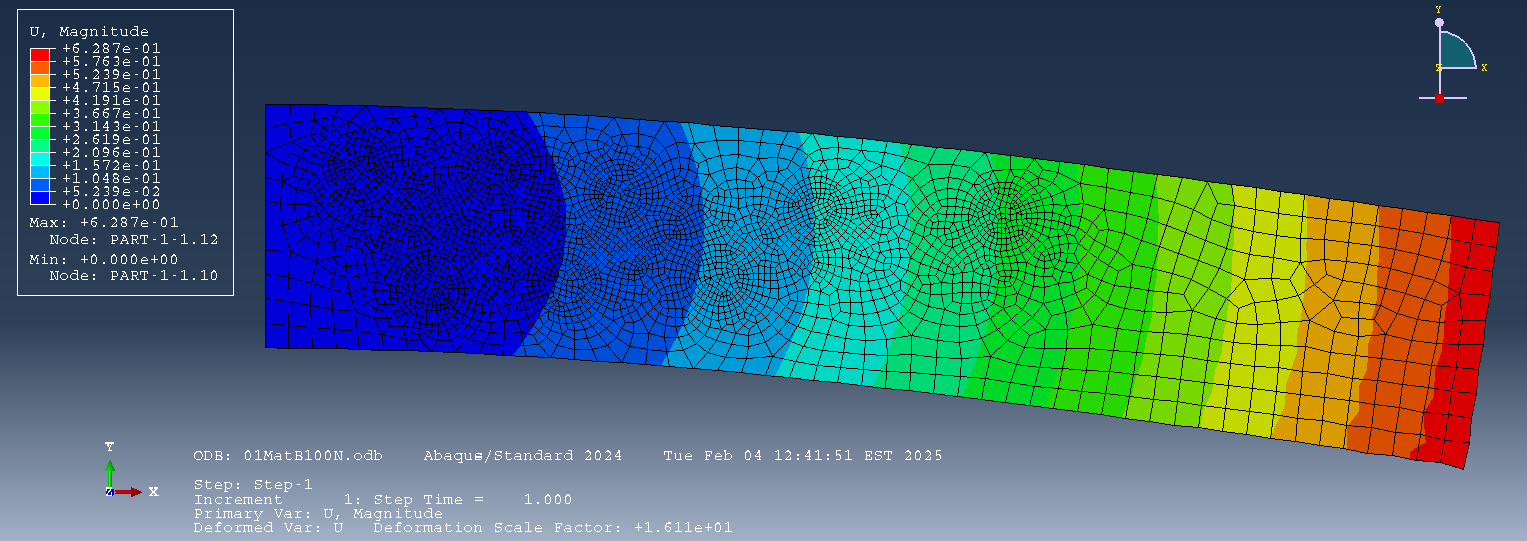 U, Magnitude
+6.287e-01
+5.763e-01
+5.239e-01
+4.715e-01
+4.191e-01
+3.667e-01
+3.143e-01
+2.619e-01
+2.096e-01
+1.572e-01
+1.048e-01
+5.239e-02
+0.000e+00
Max: +6.287e-01
Node: PART-1-1.12
Min: +0.000e+00
Node: PART-1-1.10
Y
Z X
Y
Z X
ODB: 01MatB100N.odb Abaqus/Standard 2024 Tue Feb 04 12:41:51 EST 2025
Step: Step-1
Increment 1: Step Time = 1.000
Primary Var: U, Magnitude
Deformed Var: U Deformation Scale Factor: +1.611e+01